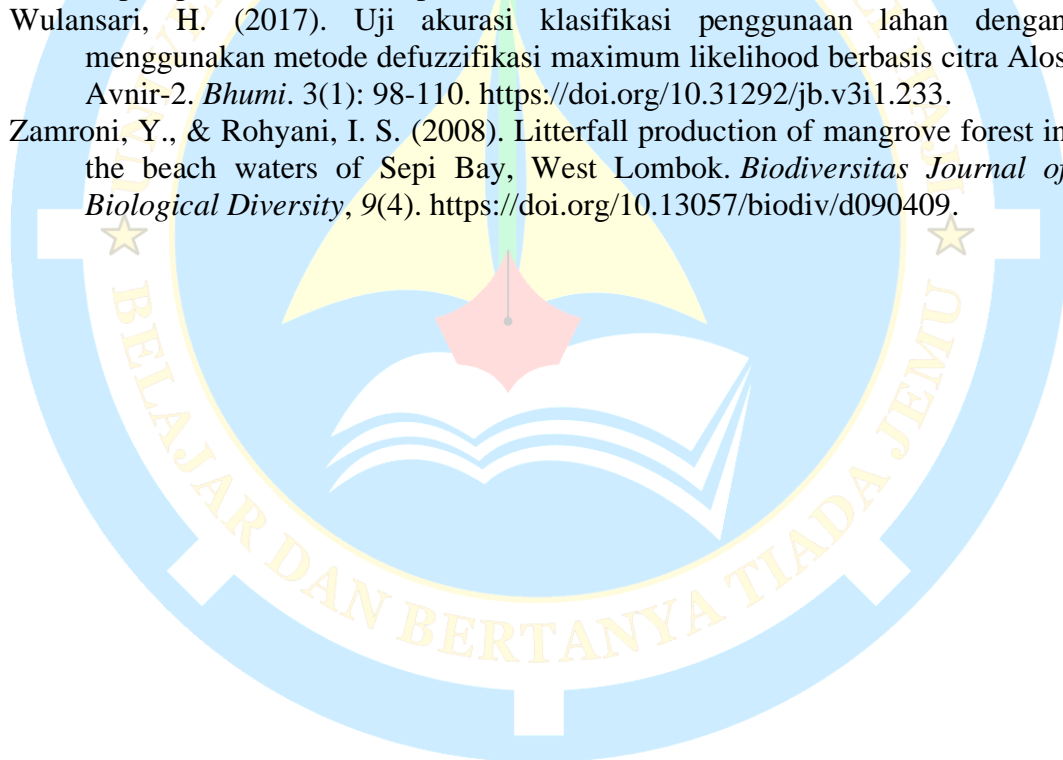 Wulansari, H. (2017). Uji akurasi klasifikasi penggunaan lahan dengan
menggunakan metode defuzzifikasi maximum likelihood berbasis citra Alos
Avnir-2. Bhumi. 3(1): 98-110. https://doi.org/10.31292/jb.v3i1.233.
Zamroni, Y., & Rohyani, I. S. (2008). Litterfall production of mangrove forest in
the beach waters of Sepi Bay, West Lombok. Biodiversitas Journal of
Biological Diversity, 9(4). https://doi.org/10.13057/biodiv/d090409.
BELAJAR DAN BERTANYA TIADA JEMU